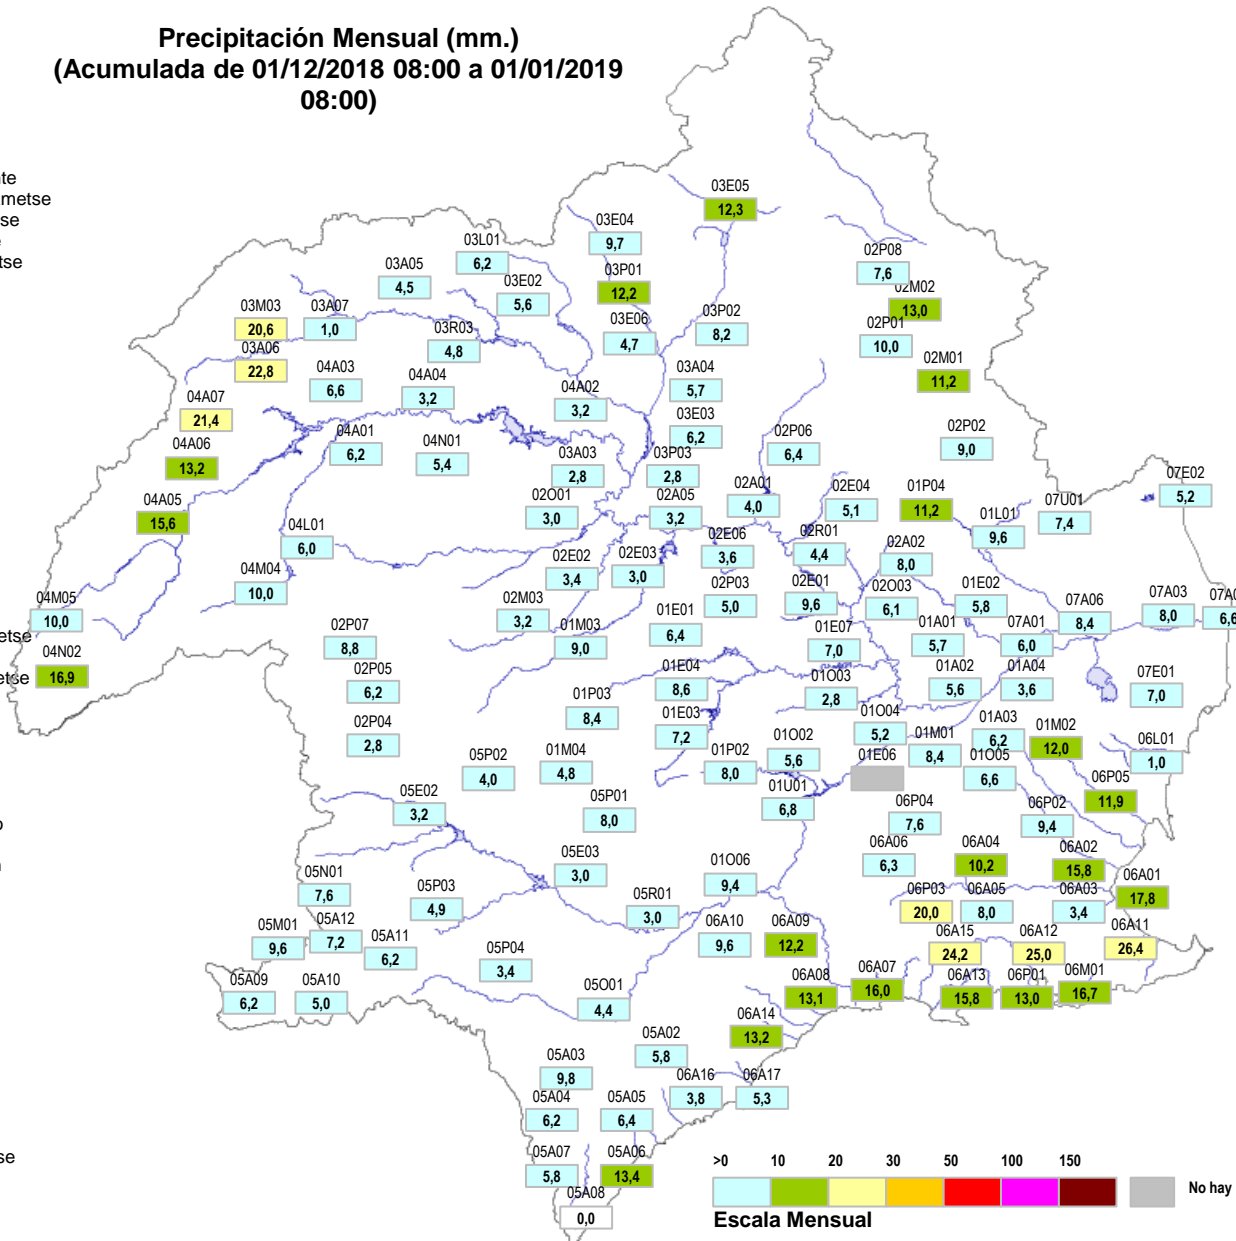 Precipitación Mensual (mm.)
(Acumulada de 01/12/2018 08:00 a 01/01/2019
08:00)
03E05
12,3
03E04
9,7
03L01
6,2
02P08
7,6
03A05
4,5
03P01
12,2
03E02
5,6
02M02
13,0
03M03
20,6
03A07
1,0
03R03
4,8
03E06
4,7
03P02
8,2
02P01
10,0
03A06
22,8
04A03
6,6
04A04
3,2
04A02
3,2
03A04
5,7
02M01
11,2
04A07
21,4
03E03
6,2
04A06
13,2
04A01
6,2
04N01
5,4
03A03
2,8
03P03
2,8
02P06
6,4
02P02
9,0
07E02
5,2
04A05
15,6
02O01
3,0
02A05
3,2
02A01
4,0
02E04
5,1
01P04
11,2
01L01
9,6
07U01
7,4
04L01
6,0
02E02
3,4
02E03
3,0
02E06
3,6
02R01
4,4
02A02
8,0
04M05
10,0
04M04
10,0
02M03
3,2
02P03
5,0
02E01
9,6
02O03
6,1
01E02
5,8
07A06
8,4
07A03
8,0
6,6
04N02
16,9
02P07
8,8
01M03
9,0
01E01
6,4
01E07
7,0
01A01
5,7
07A01
6,0
02P05
6,2
01E04
8,6
01O03
2,8
01A02
5,6
01A04
3,6
07E01
7,0
02P04
2,8
01P03
8,4
01E03
7,2
01O04
5,2
01M01
8,4
01A03
6,2
01M02
12,0
06L01
1,0
05P02
4,0
01M04
4,8
01P02
8,0
01O02
5,6
01E06
01O05
6,6
06P05
11,9
05E02
3,2
05P01
8,0
01U01
6,8
06P04
7,6
06P02
9,4
05E03
3,0
01O06
9,4
06A06
6,3
06A04
10,2
06A02
15,8
06A01
17,8
05N01
7,6
05P03
4,9
05R01
3,0
06P03
20,0
06A05
8,0
06A03
3,4
05M01
9,6
05A12
7,2
05A11
6,2
05P04
3,4
06A10
9,6
06A09
12,2
06A15
24,2
06A12
25,0
06A11
26,4
05A09
6,2
05A10
5,0
05O01
4,4
06A08
13,1
06A07
16,0
06A13
15,8
06P01
13,0
06M01
16,7
06A14
13,2
05A02
5,8
05A03
9,8
06A16
3,8
06A17
5,3
05A04
6,2
05A05
6,4
05A07
5,8
05A06
13,4
05A08
0,0
>0 10 20 30 50 100 150
No hay
Escala Mensual